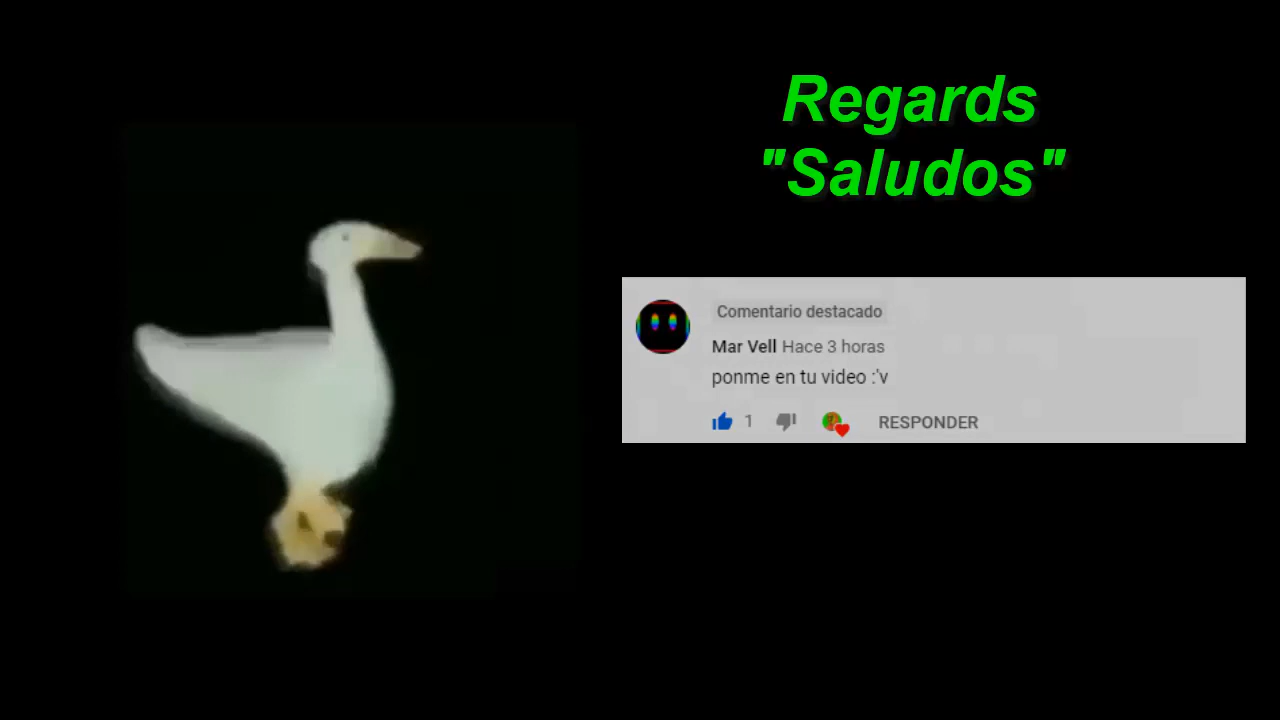 Regards
"Saludos"
Comentario destacado
Mar Vell Hace 3 horas
ponme en tu video :'v
1
RESPONDER